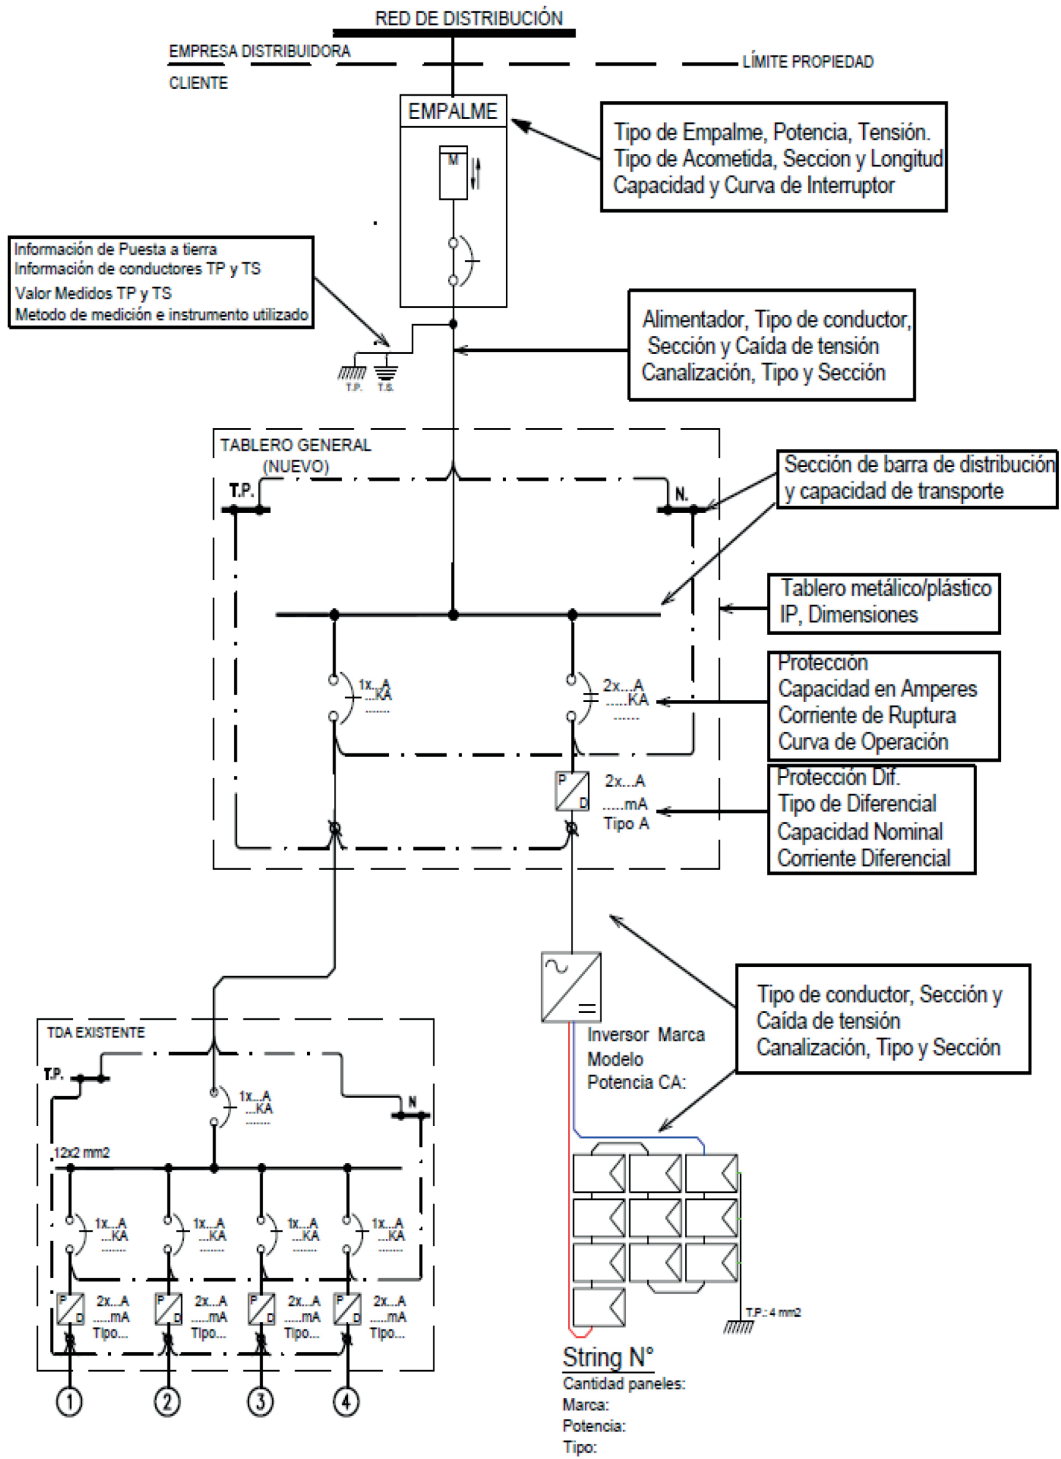 RED DE DISTRIBUCIÓN
EMPRESA DISTRIBUIDORA
LÍMITE PROPIEDAD
CLIENTE
EMPALME
M
Tipo de Empalme, Potencia, Tensión.
Tipo de Acometida, Seccion y Longitud
Capacidad y Curva de Interruptor
Información de Puesta a tierra
Información de conductores TP y TS
Valor Medidos TP y TS
Metodo de medición e instrumento utilizado
T.P.
T.S.
Alimentador, Tipo de conductor,
Sección y Caída de tensión
Canalización, Tipo y Sección
TABLERO GENERAL
(NUEVO)
T.P.
N.
Sección de barra de distribución
y capacidad de transporte
Tablero metálico/plástico
IP, Dimensiones
1x...A
...KA
.......
2x...A
.....KA
......
Protección
Capacidad en Amperes
Corriente de Ruptura
Curva de Operación
P
D
2x...A
.....mA
Tipo A
Protección Dif.
Tipo de Diferencial
Capacidad Nominal
Corriente Diferencial
Inversor Marca
Modelo
Potencia CA:
Tipo de conductor, Sección y
Caída de tensión
Canalización, Tipo y Sección
TDA EXISTENTE
T.P.
N
1x...A
...KA
.......
12x2 mm2
1x...A
...KA
.......
1x...A
...KA
.......
1x...A
...KA
.......
1x...A
...KA
.......
P
D
2x...A
.....mA
Tipo...
P
D
2x...A
.....mA
Tipo...
P
D
2x...A
.....mA
Tipo...
P
D
2x...A
.....mA
Tipo...
1
2
3
4
T.P.: 4 mm2
String N°
Cantidad paneles:
Marca:
Potencia:
Tipo: